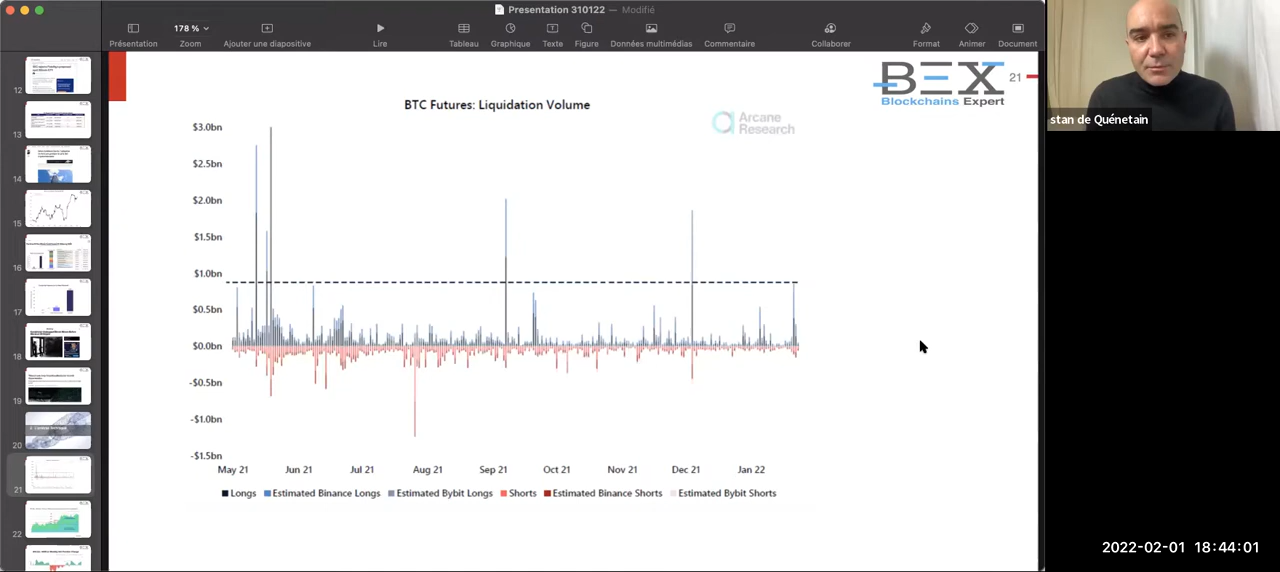 Presentation 310122 — Modifié
178 %
Présentation
Zoom
Ajouter une diapositive
Lire
Tableau
Graphique
Texte
Figure
Données multimédias
Commentaire
Collaborer
Format
Animer
Document
12
13
14
15
16
17
18
19
20
21
22
BEX
Blockchains Expert
21
BTC Futures: Liquidation Volume
Arcane
Research
$3.0bn
$2.5bn
$2.0bn
$1.5bn
$1.0bn
$0.5bn
$0.0bn
-$0.5bn
-$1.0bn
-$1.5bn
May 21 Jun 21 Jul 21 Aug 21 Sep 21 Oct 21 Nov 21 Dec 21 Jan 22
Longs Estimated Binance Longs Estimated Bybit Longs Shorts Estimated Binance Shorts Estimated Bybit Shorts
stan de Quénetain
2022-02-01 18:44:01